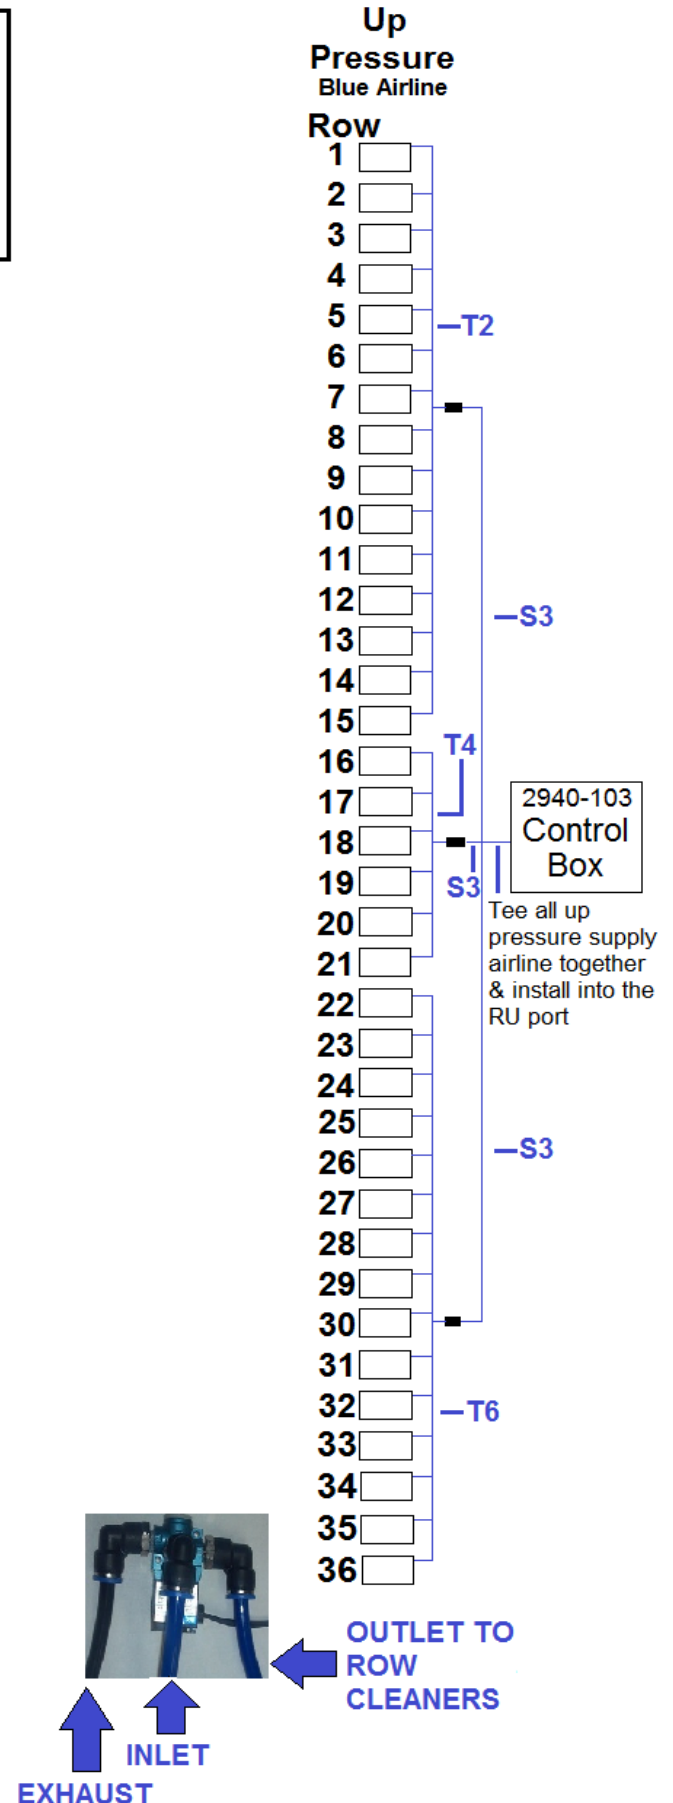 Up
Pressure
Blue Airline
Row
1
2
3
4
5
6
7
8
9
10
11
12
13
14
15
16
17
18
19
20
21
22
23
24
25
26
27
28
29
30
31
32
33
34
35
36
T2
S3
T4
2940-103
Control
Box
S3
Tee all up
pressure supply
airline together
& install into the
RU port
S3
T6
OUTLET TO
ROW
CLEANERS
INLET
EXHAUST